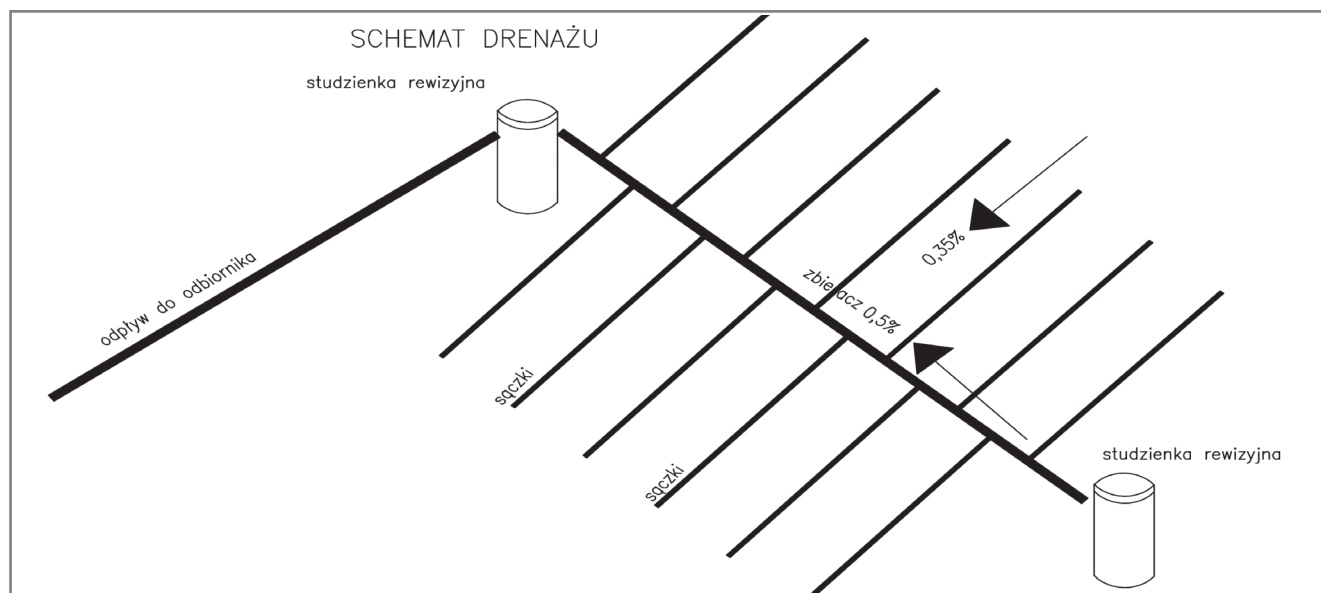 SCHEMAT DRENAŻU
studzienka rewizyjna
odpływ do odbiornika
0,35%
zbieracz 0,5%
sączki
sączki
studzienka rewizyjna